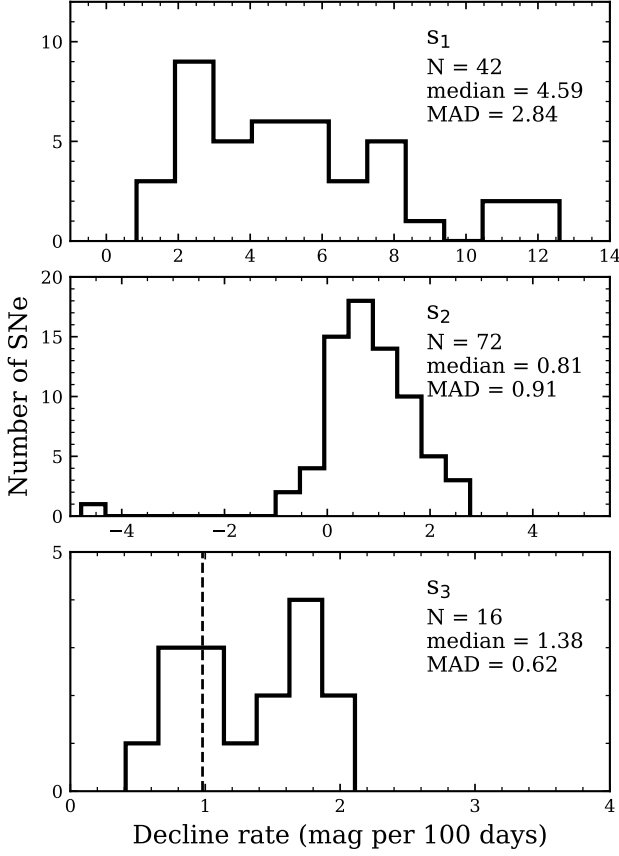 10
5
0
s1
N = 42
median = 4.59
MAD = 2.84
0 2 4 6 8 10 12 14
Number of SNe
20
15
10
5
0
s2
N = 72
median = 0.81
MAD = 0.91
−4 −2 0 2 4
5
0
s3
N = 16
median = 1.38
MAD = 0.62
0 1 2 3 4
Decline rate (mag per 100 days)